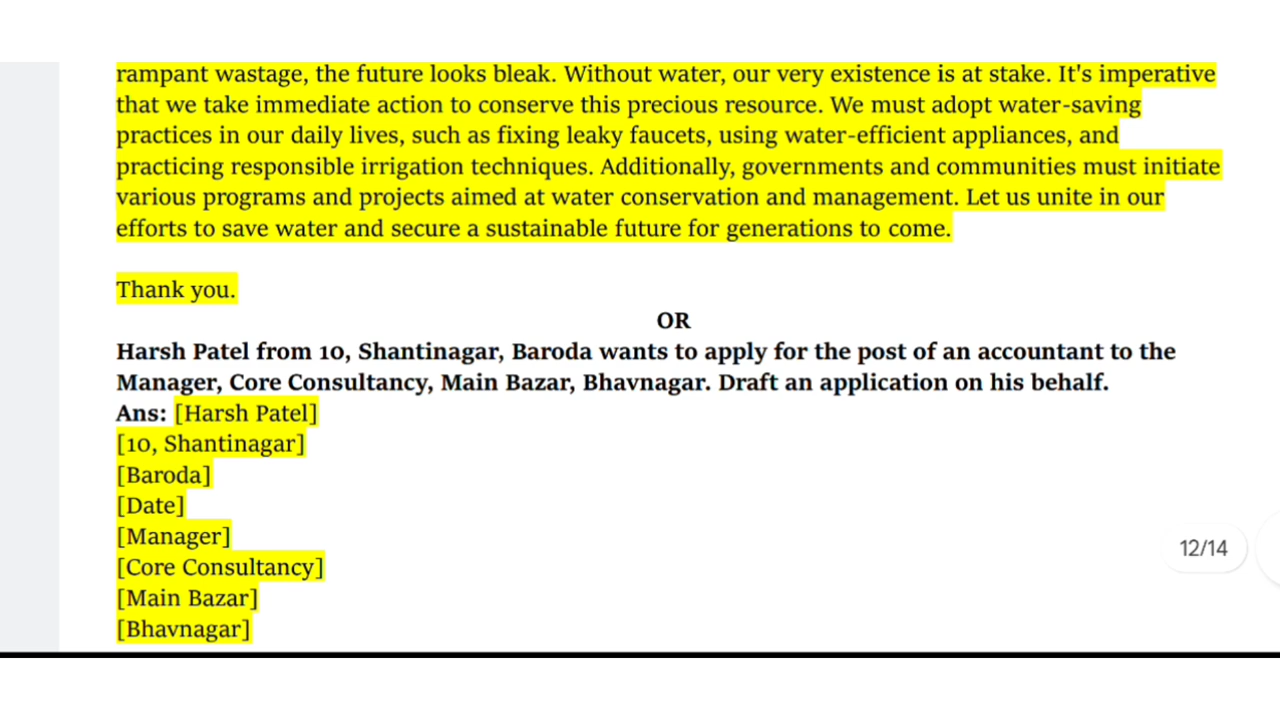 rampant wastage, the future looks bleak. Without water, our very existence is at stake. It's imperative
that we take immediate action to conserve this precious resource. We must adopt water-saving
practices in our daily lives, such as fixing leaky faucets, using water-efficient appliances, and
practicing responsible irrigation techniques. Additionally, governments and communities must initiate
various programs and projects aimed at water conservation and management. Let us unite in our
efforts to save water and secure a sustainable future for generations to come.
Thank you.
OR
Harsh Patel from 10, Shantinagar, Baroda wants to apply for the post of an accountant to the
Manager, Core Consultancy, Main Bazar, Bhavnagar. Draft an application on his behalf.
Ans: [Harsh Patel]
[10, Shantinagar]
[Baroda]
[Date]
[Manager]
[Core Consultancy]
[Main Bazar]
[Bhavnagar]
12/14